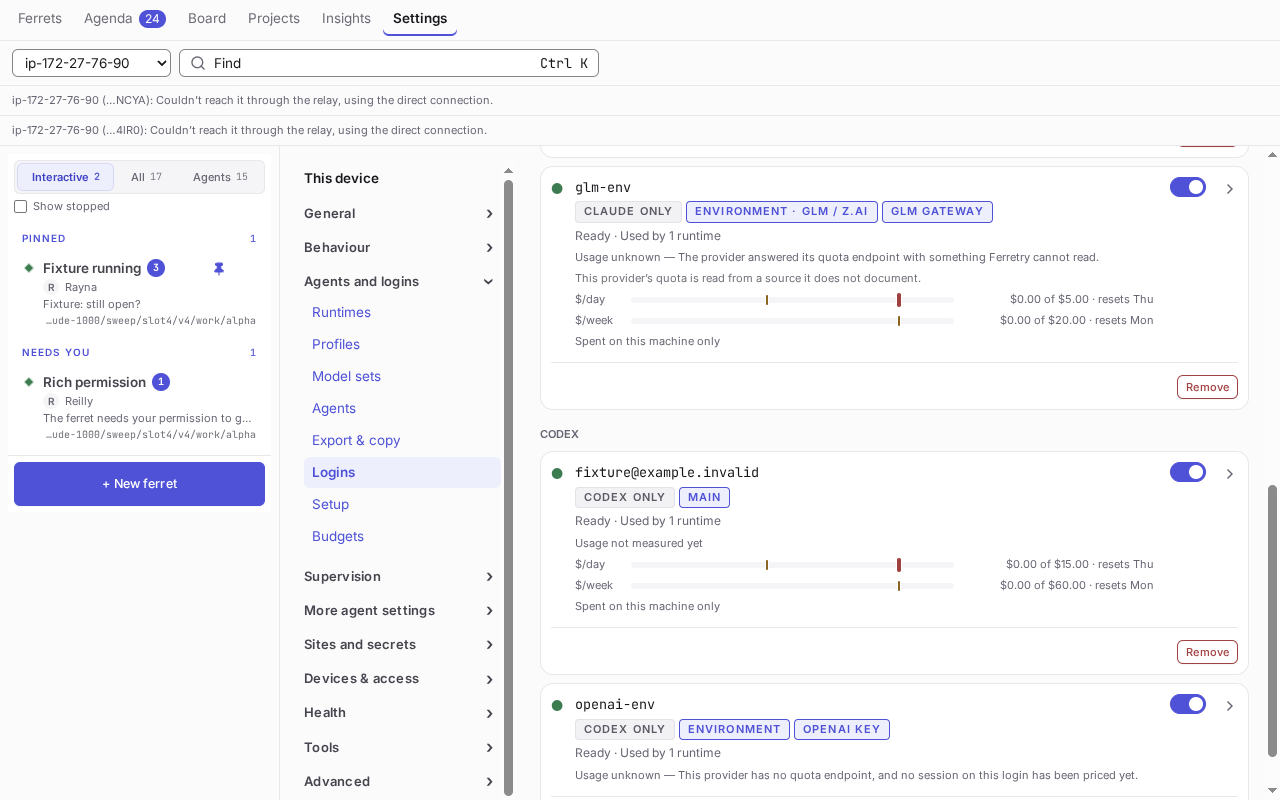 Ferrets Agenda 24 Board Projects Insights Settings
ip-172-27-76-90 Find Ctrl K
ip-172-27-76-90 (…NCYA): Couldn't reach it through the relay, using the direct connection.
ip-172-27-76-90 (…4IR0): Couldn't reach it through the relay, using the direct connection.
Interactive 2 All 17 Agents 15
Show stopped
PINNED 1
Fixture running 3
R Rayna
Fixture: still open?
…ude-1000/sweep/slot4/v4/work/alpha
NEEDS YOU 1
Rich permission 1
R Reilly
The ferret needs your permission to g…
…ude-1000/sweep/slot4/v4/work/alpha
+ New ferret
This device
General
Behaviour
Agents and logins
Runtimes
Profiles
Model sets
Agents
Export & copy
Logins
Setup
Budgets
Supervision
More agent settings
Sites and secrets
Devices & access
Health
Tools
Advanced
glm-env
CLAUDE ONLY ENVIRONMENT · GLM / Z.AI GLM GATEWAY
Ready · Used by 1 runtime
Usage unknown — The provider answered its quota endpoint with something Ferretry cannot read.
This provider's quota is read from a source it does not document.
$/day $0.00 of $5.00 · resets Thu
$/week $0.00 of $20.00 · resets Mon
Spent on this machine only
Remove
CODEX
fixture@example.invalid
CODEX ONLY MAIN
Ready · Used by 1 runtime
Usage not measured yet
$/day $0.00 of $15.00 · resets Thu
$/week $0.00 of $60.00 · resets Mon
Spent on this machine only
Remove
openai-env
CODEX ONLY ENVIRONMENT OPENAI KEY
Ready · Used by 1 runtime
Usage unknown — This provider has no quota endpoint, and no session on this login has been priced yet.